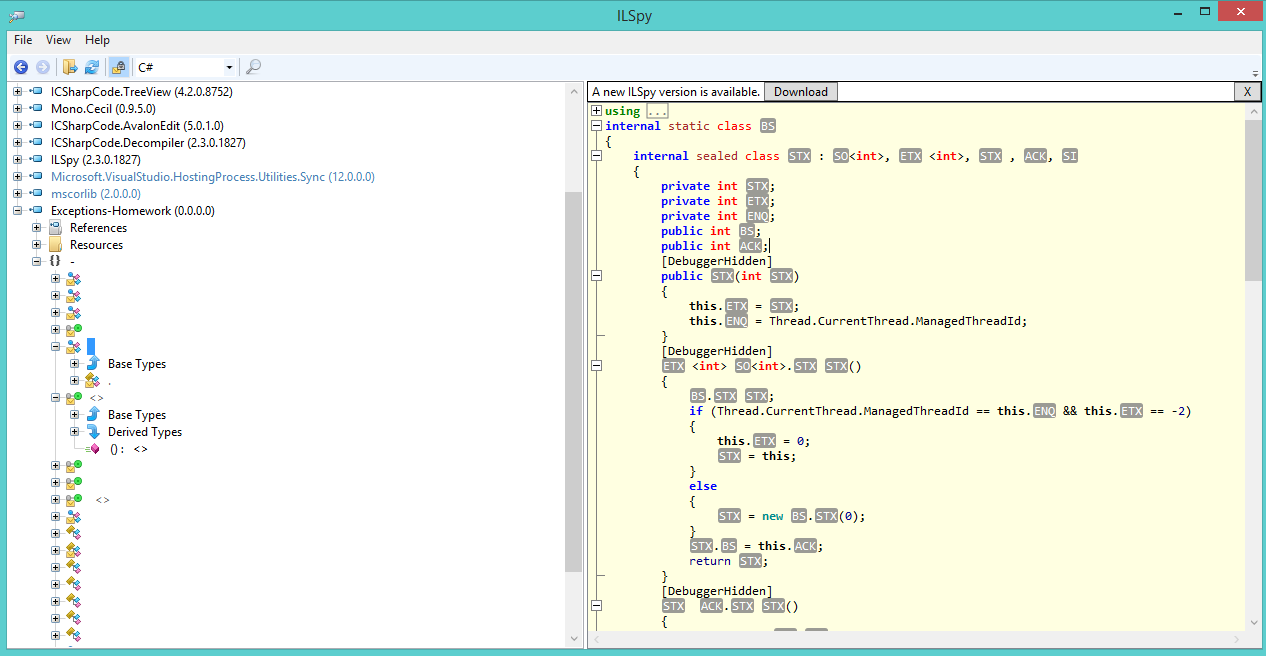 ILSpy
File View Help
C#
ICSharpCode.TreeView (4.2.0.8752)
Mono.Cecil (0.9.5.0)
ICSharpCode.AvalonEdit (5.0.1.0)
ICSharpCode.Decompiler (2.3.0.1827)
ILSpy (2.3.0.1827)
Microsoft.VisualStudio.HostingProcess.Utilities.Sync (12.0.0.0)
mscorlib (2.0.0.0)
Exceptions-Homework (0.0.0.0)
References
Resources
{} -
Base Types
.
<>
Base Types
Derived Types
() : <>
<>
A new ILSpy version is available. Download X
using ...
internal static class BS
{
internal sealed class STX : SO<int>, ETX <int>, STX , ACK, SI
{
private int STX;
private int ETX;
private int ENQ;
public int BS;
public int ACK;
[DebuggerHidden]
public STX(int STX)
{
this.ETX = STX;
this.ENQ = Thread.CurrentThread.ManagedThreadId;
}
[DebuggerHidden]
ETX <int> SO<int>.STX STX()
{
BS.STX STX;
if (Thread.CurrentThread.ManagedThreadId == this.ENQ && this.ETX == -2)
{
this.ETX = 0;
STX = this;
}
else
{
STX = new BS.STX(0);
}
STX.BS = this.ACK;
return STX;
}
[DebuggerHidden]
STX ACK.STX STX()
{